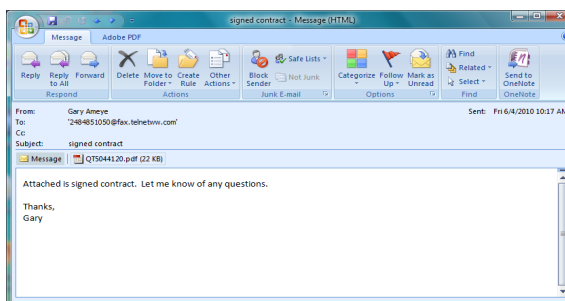 signed contract - Message (HTML)
Message Adobe PDF
Reply Reply to All Forward Delete Move to Folder Create Rule Other Actions Block Sender Safe Lists Not Junk Categorize Follow Up Mark as Unread Find Related Select Send to OneNote
Respond Actions Junk E-mail Options Find OneNote
From: Gary Ameye Sent: Fri 6/4/2010 10:17 AM
To: '2484851050@fax.telnetww.com'
Cc:
Subject: signed contract
Message QTS044120.pdf (22 KB)
Attached is signed contract. Let me know of any questions.
Thanks,
Gary